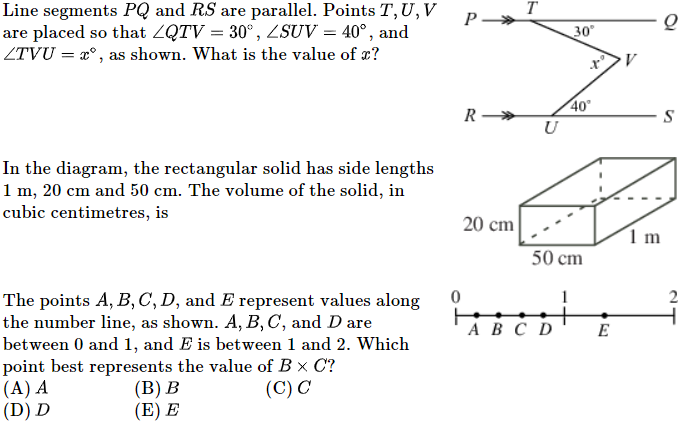 Line segments PQ and RS are parallel. Points T, U, V
are placed so that ∠QTV = 30°, ∠SUV = 40°, and
∠TVU = x°, as shown. What is the value of x?
P T Q
30°
x° V
40°
R U S
In the diagram, the rectangular solid has side lengths
1 m, 20 cm and 50 cm. The volume of the solid, in
cubic centimetres, is
20 cm
1 m
50 cm
The points A, B, C, D, and E represent values along
the number line, as shown. A, B, C, and D are
between 0 and 1, and E is between 1 and 2. Which
point best represents the value of B × C?
(A) A (B) B (C) C
(D) D (E) E
0 1 2
A B C D E